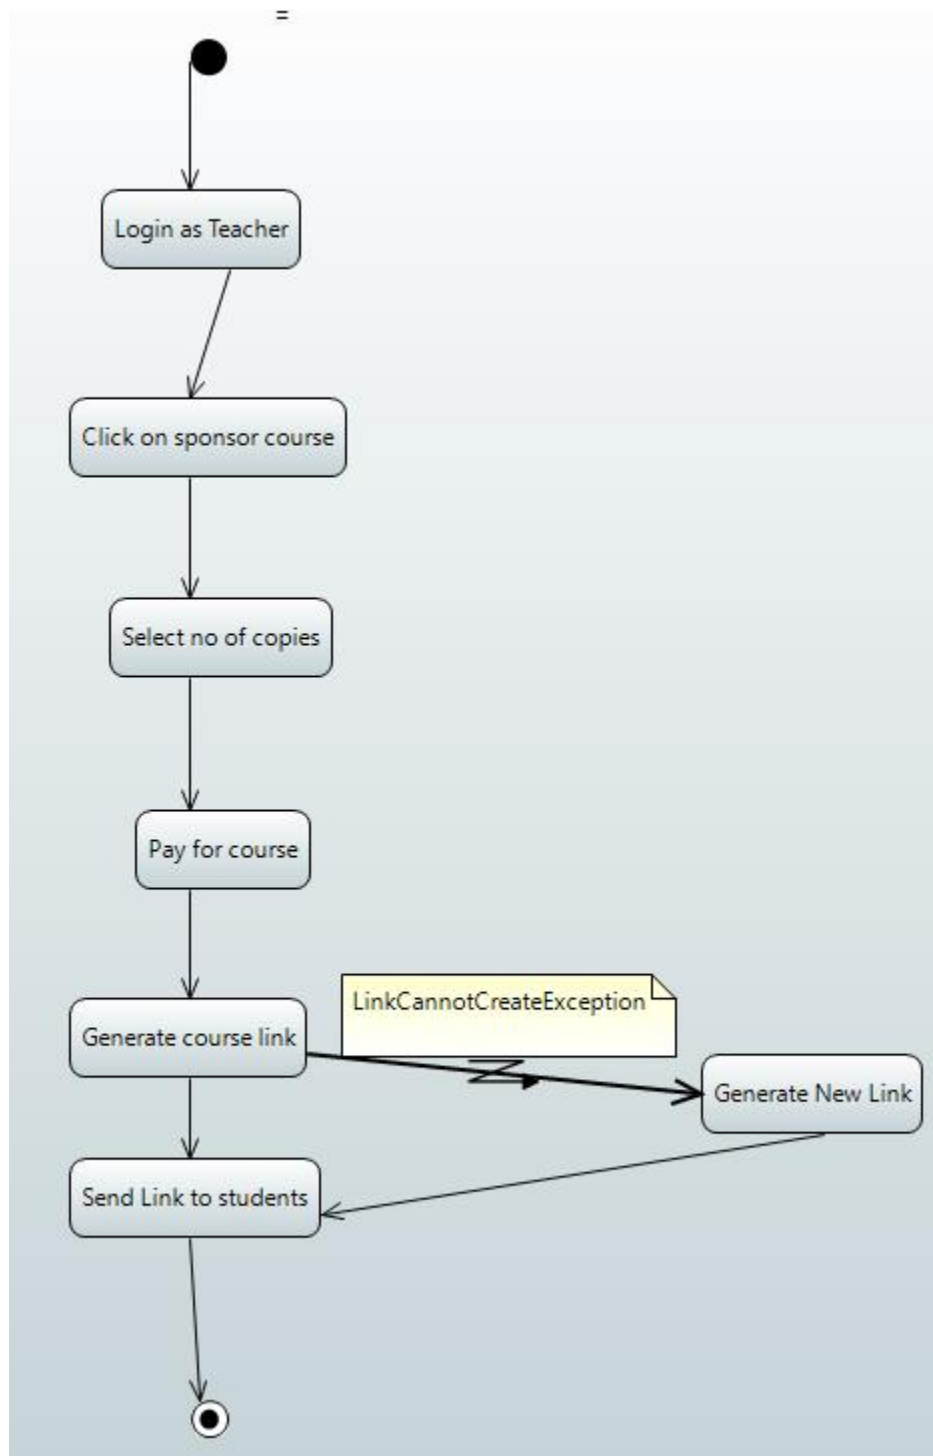 =
Login as Teacher
Click on sponsor course
Select no of copies
Pay for course
LinkCannotCreateException
Generate course link
Generate New Link
Send Link to students